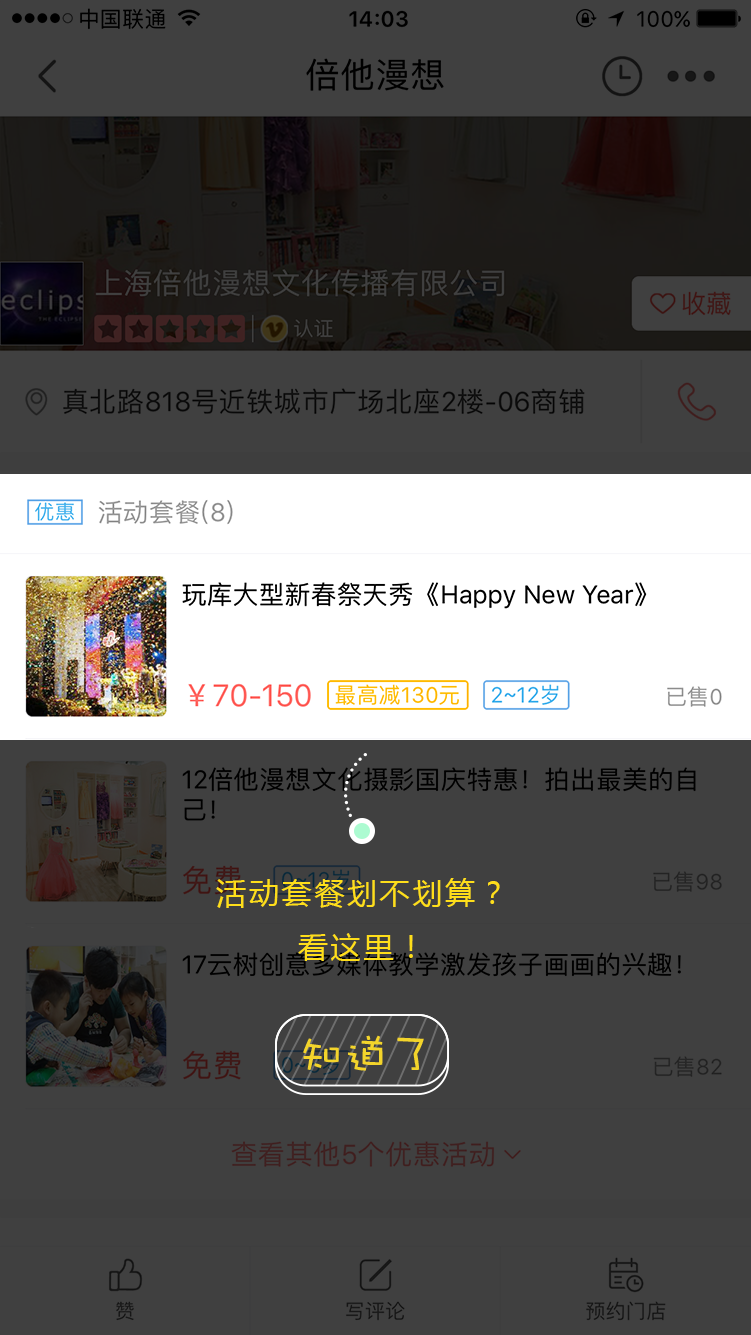 中国联通 14:03 100%
倍他漫想
上海倍他漫想文化传播有限公司
eclips
THE ECLIPSE
认证
收藏
真北路818号近铁城市广场北座2楼-06商铺
优惠 活动套餐(8)
玩库大型新春祭天秀《Happy New Year》
¥70-150 最高减130元 2~12岁 已售0
12倍他漫想文化摄影国庆特惠！拍出最美的自
己！
免费 0~12岁 已售98
活动套餐划不划算？
看这里！
17云树创意多媒体教学激发孩子画画的兴趣！
知道了
免费 已售82
查看其他5个优惠活动
赞 写评论 预约门店